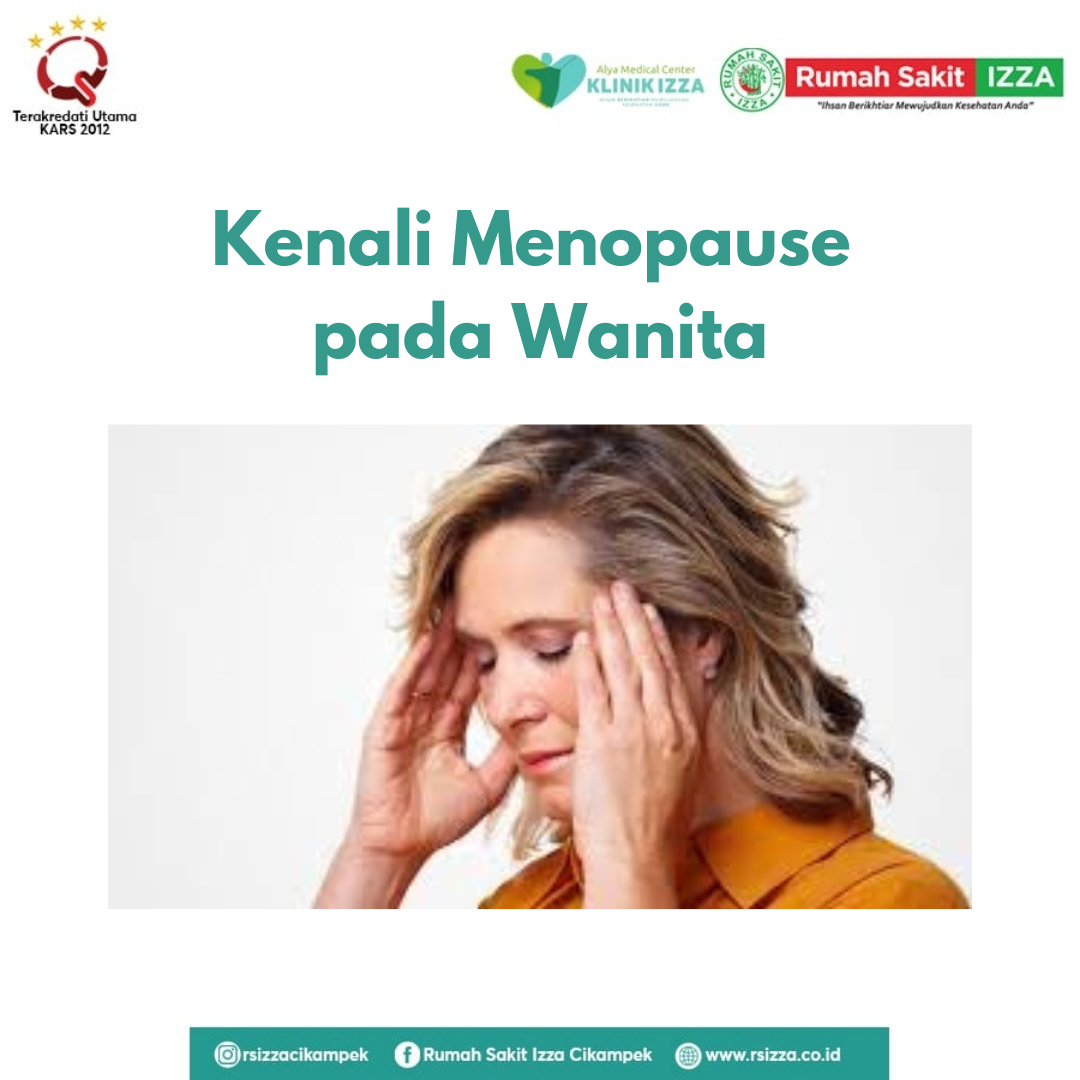 Terakredati Utama
KARS 2012
Alya Medical Center
KLINIK IZZA
RUMAH SAKIT
IZZA
Rumah Sakit IZZA
"Ihsan Berikhtiar Mewujudkan Kesehatan Anda"
Kenali Menopause
pada Wanita
rsizzacikampek Rumah Sakit Izza Cikampek www.rsizza.co.id